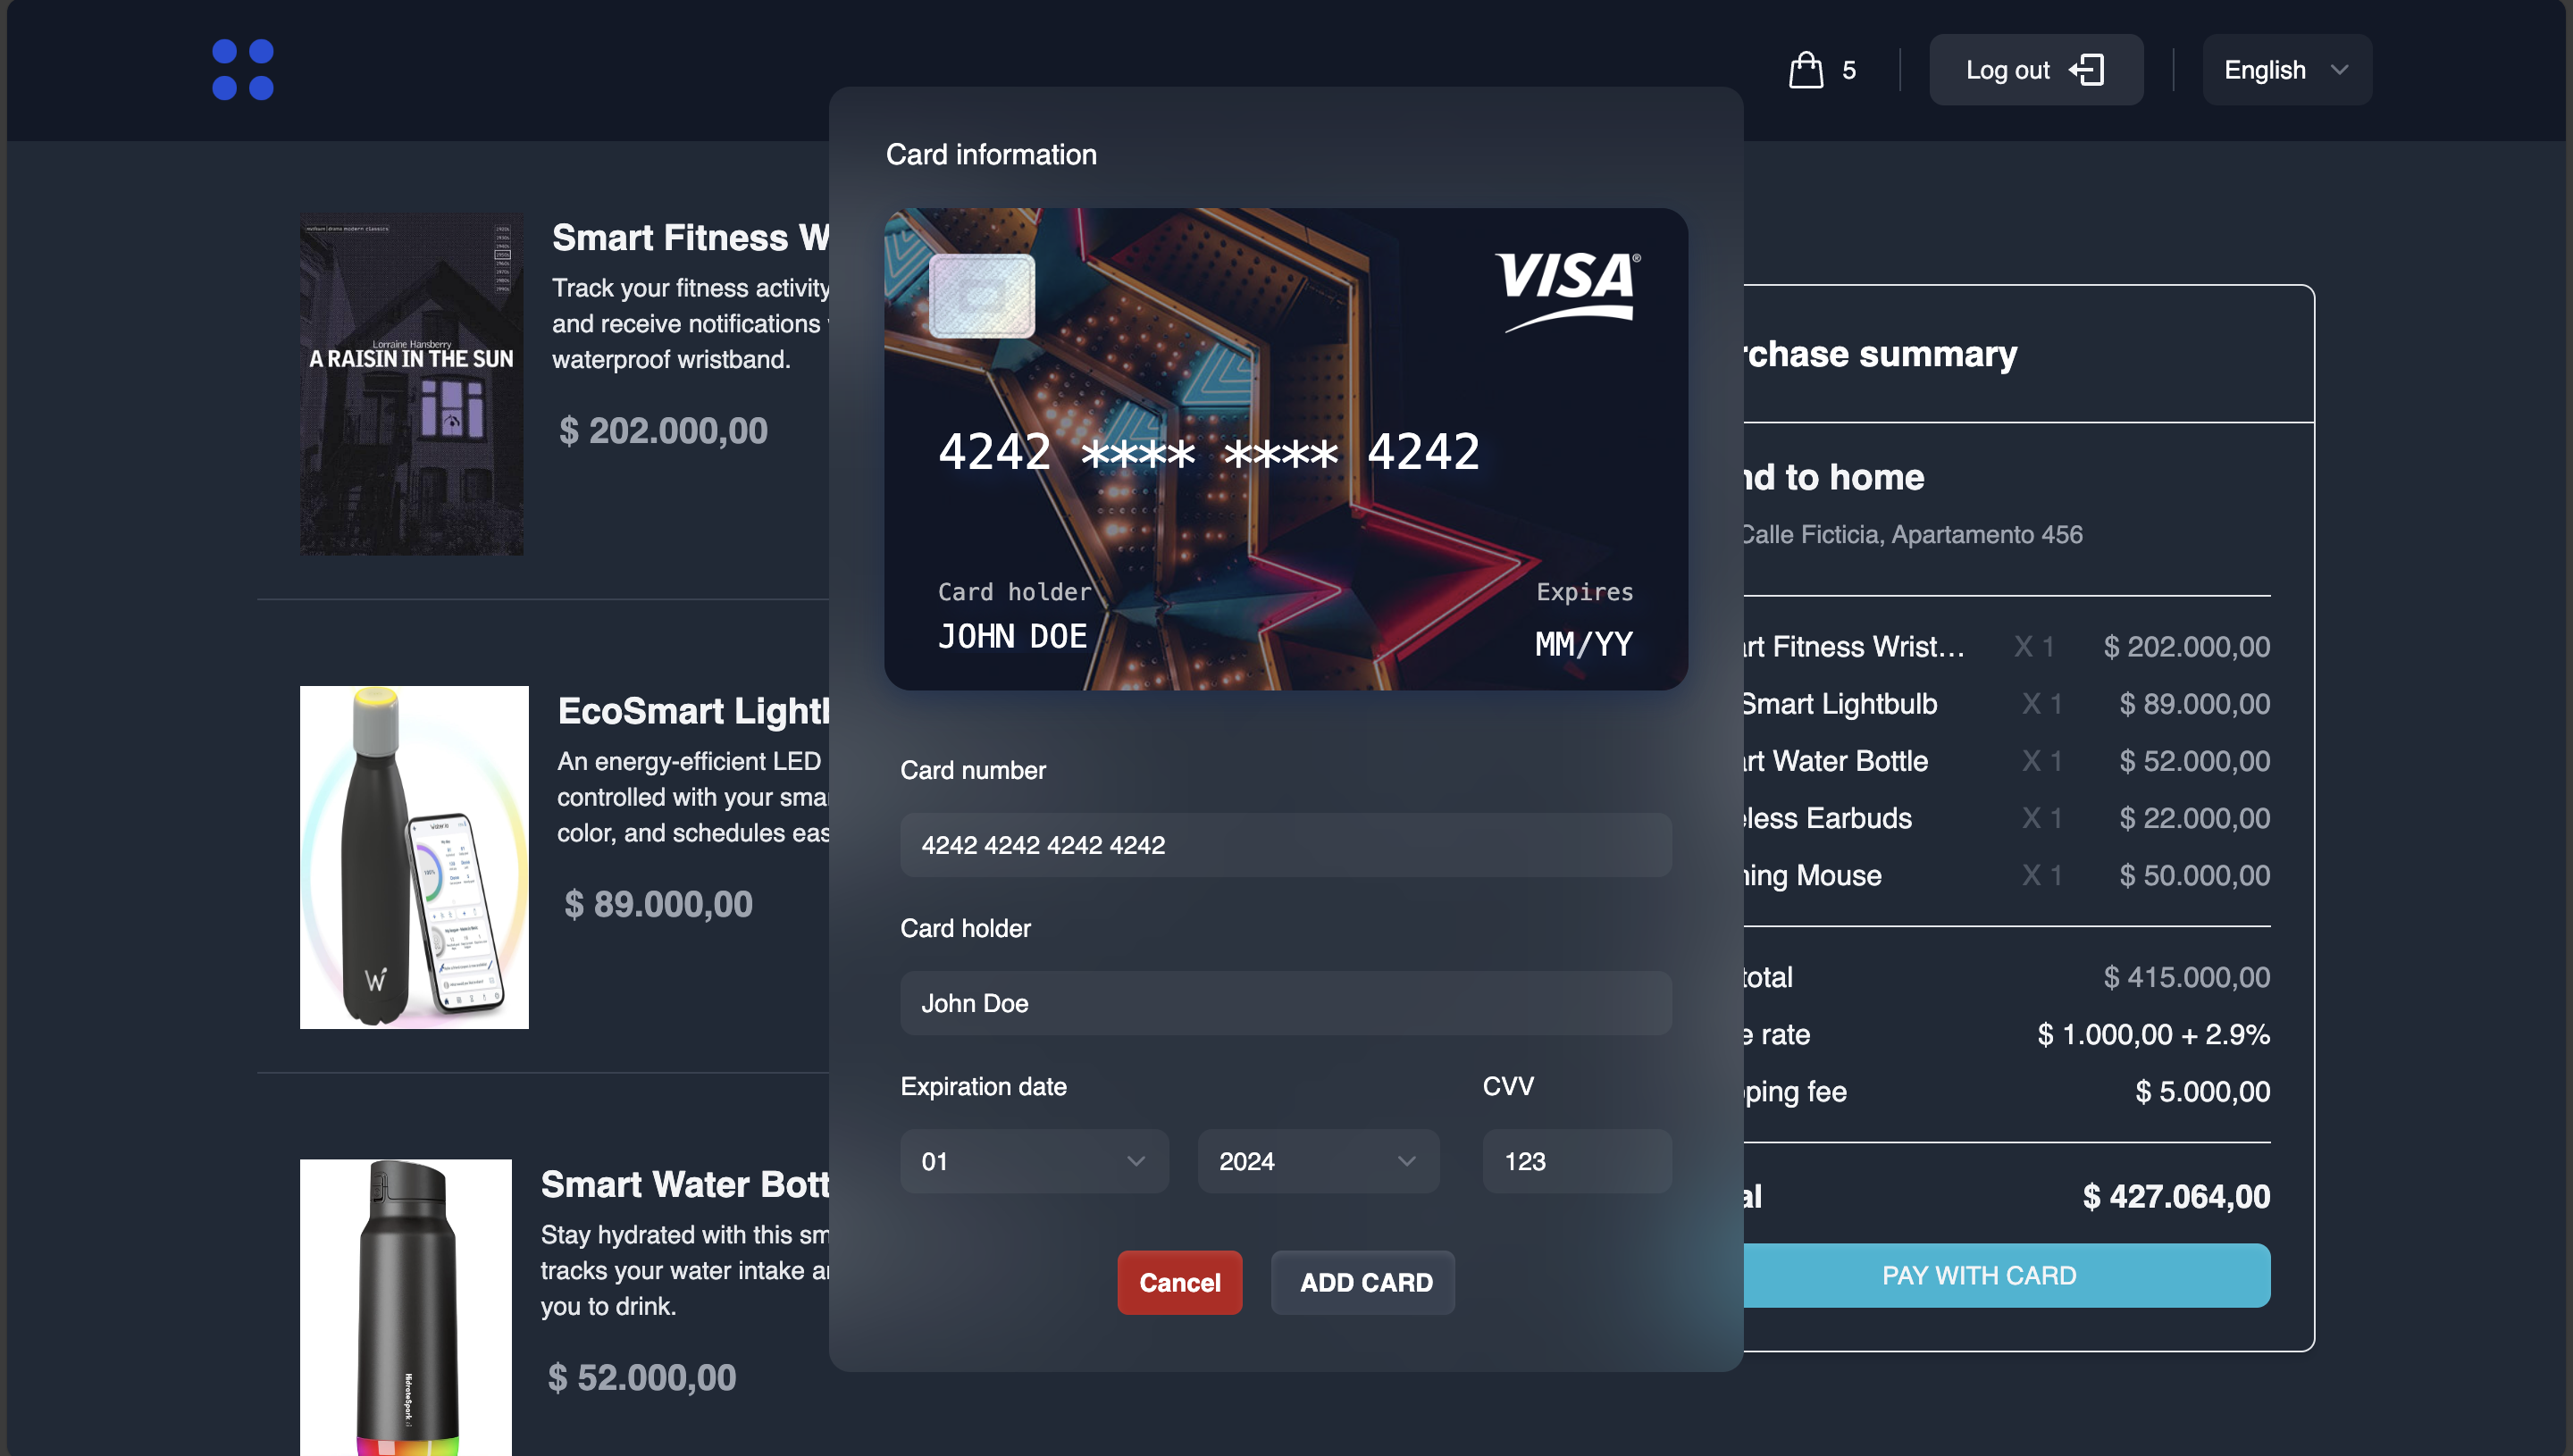 5
Log out
English
Card information
VISA
4242 **** **** 4242
Card holder
JOHN DOE
Expires
MM/YY
Card number
4242 4242 4242 4242
Card holder
John Doe
Expiration date
CVV
01
2024
123
Cancel
ADD CARD
Lorraine Hansberry
A RAISIN IN THE SUN
Smart Fitness W
Track your fitness activity
and receive notifications
waterproof wristband.
$ 202.000,00
EcoSmart Light
An energy-efficient LED
controlled with your smar
color, and schedules eas
$ 89.000,00
W
Smart Water Bott
Stay hydrated with this sm
tracks your water intake a
you to drink.
$ 52.000,00
HidrateSpark
rchase summary
nd to home
Calle Ficticia, Apartamento 456
rt Fitness Wrist... X 1 $ 202.000,00
Smart Lightbulb X 1 $ 89.000,00
rt Water Bottle X 1 $ 52.000,00
eless Earbuds X 1 $ 22.000,00
ning Mouse X 1 $ 50.000,00
total $ 415.000,00
e rate $ 1.000,00 + 2.9%
ping fee $ 5.000,00
al $ 427.064,00
PAY WITH CARD